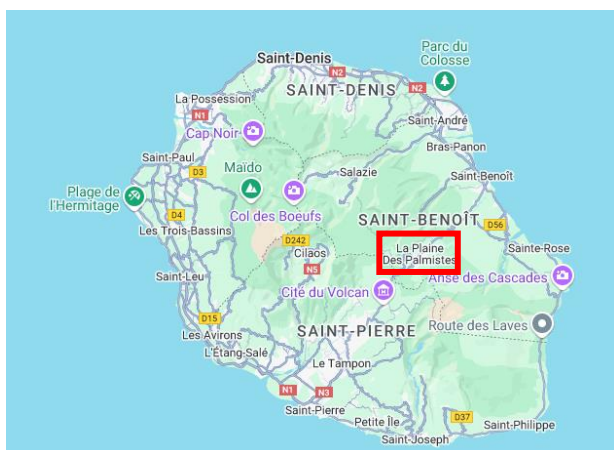 Parc du
Colosse
Saint-Denis
N2
N2
SAINT-DENIS
La Possession
N1
Saint-André
Cap Noir
Bras-Panon
Saint-Paul
D3
Maïdo
Salazie
Saint-Benoît
Plage de
l'Hermitage
Col des Boeufs
D4
SAINT-BENOÎT
D56
Les Trois-Bassins
D242
Cilaos
La Plaine
Des Palmistes
Sainte-Rose
N5
Saint-Leu
Anse des Cascades
Cité du Volcan
D15
SAINT-PIERRE
Route des Laves
Les Avirons
L'Étang-Salé
Le Tampon
N1
N3
Saint-Pierre
Petite Île
D37
Saint-Philippe
Saint-Joseph